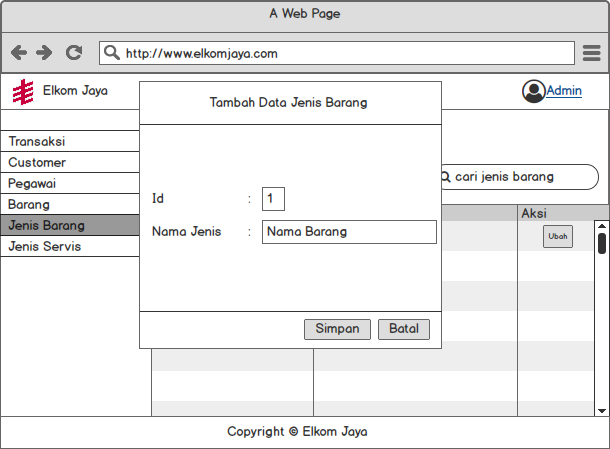 A Web Page
http://www.elkomjaya.com
Elkom Jaya
Admin
Tambah Data Jenis Barang
Transaksi
Customer
Pegawai
Barang
Jenis Barang
Jenis Servis
cari jenis barang
Id : 1
Nama Jenis : Nama Barang
Aksi
Ubah
Simpan Batal
Copyright © Elkom Jaya